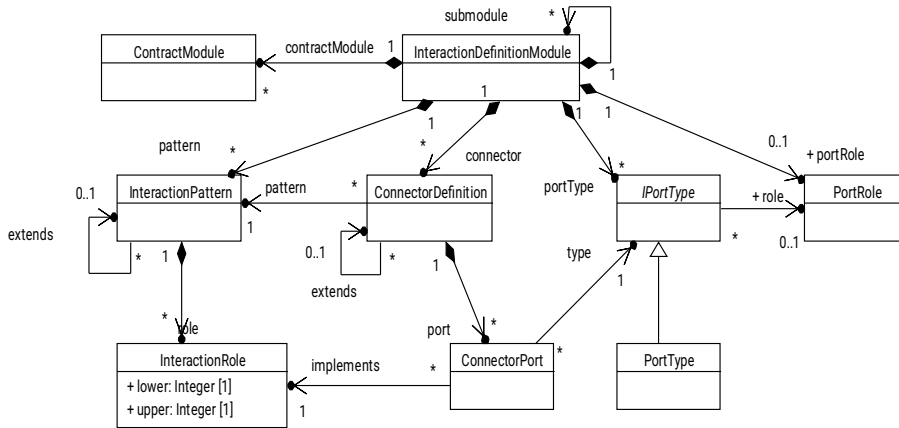 submodule
*
ContractModule
contractModule
1
InteractionDefinitionModule
*
1
1
1
1
1
pattern
*
*
connector
0..1
+ portRole
*
0..1
InteractionPattern
pattern
*
ConnectorDefinition
portType
IPortType
+ role
PortRole
extends
1
0..1
*
0..1
*
1
*
1
extends
type
1
*
role
port
*
InteractionRole
implements
ConnectorPort
*
PortType
+ lower: Integer [1]
+ upper: Integer [1]
1
*